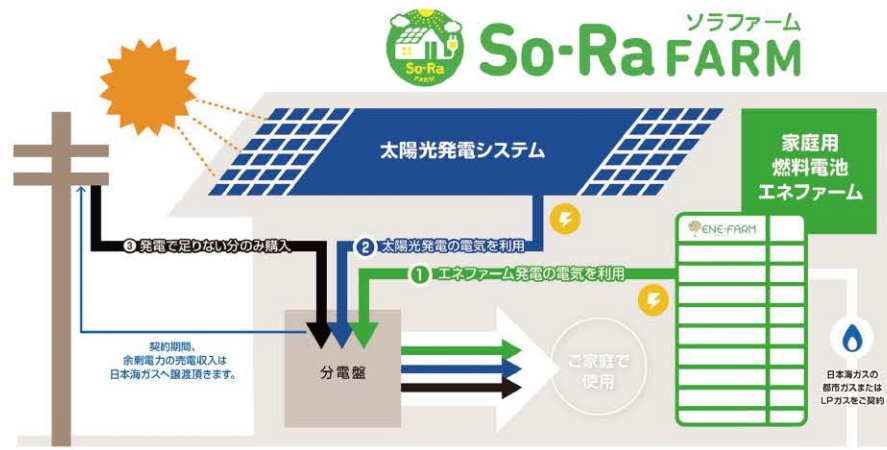 ソラファーム
So-Ra FARM
So-Ra
FARM
太陽光発電システム
家庭用
燃料電池
エネファーム
ENE・FARM
③ 発電で足りない分のみ購入
② 太陽光発電の電気を利用
① エネファーム発電の電気を利用
契約期間、
余剰電力の売電収入は
日本海ガスへ譲渡頂きます。
分電盤
ご家庭で
使用
日本海ガスの
都市ガスまたは
LPガスをご契約